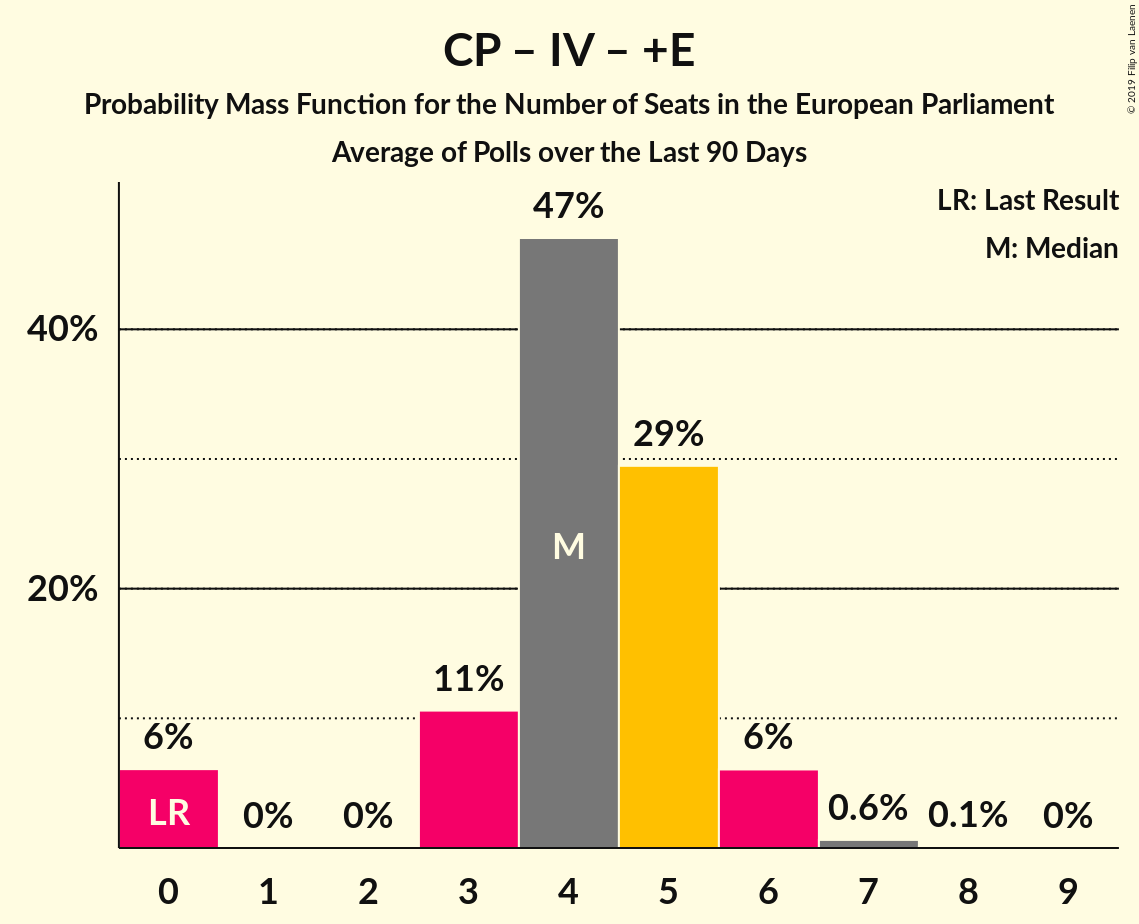 CP – IV – +E
Probability Mass Function for the Number of Seats in the European Parliament
Average of Polls over the Last 90 Days
© 2019 Filip van Laenen
LR: Last Result
M: Median
47%
40%
29%
M
20%
11%
6%
6%
LR
0%
0%
0.6%
0.1%
0%
0 1 2 3 4 5 6 7 8 9